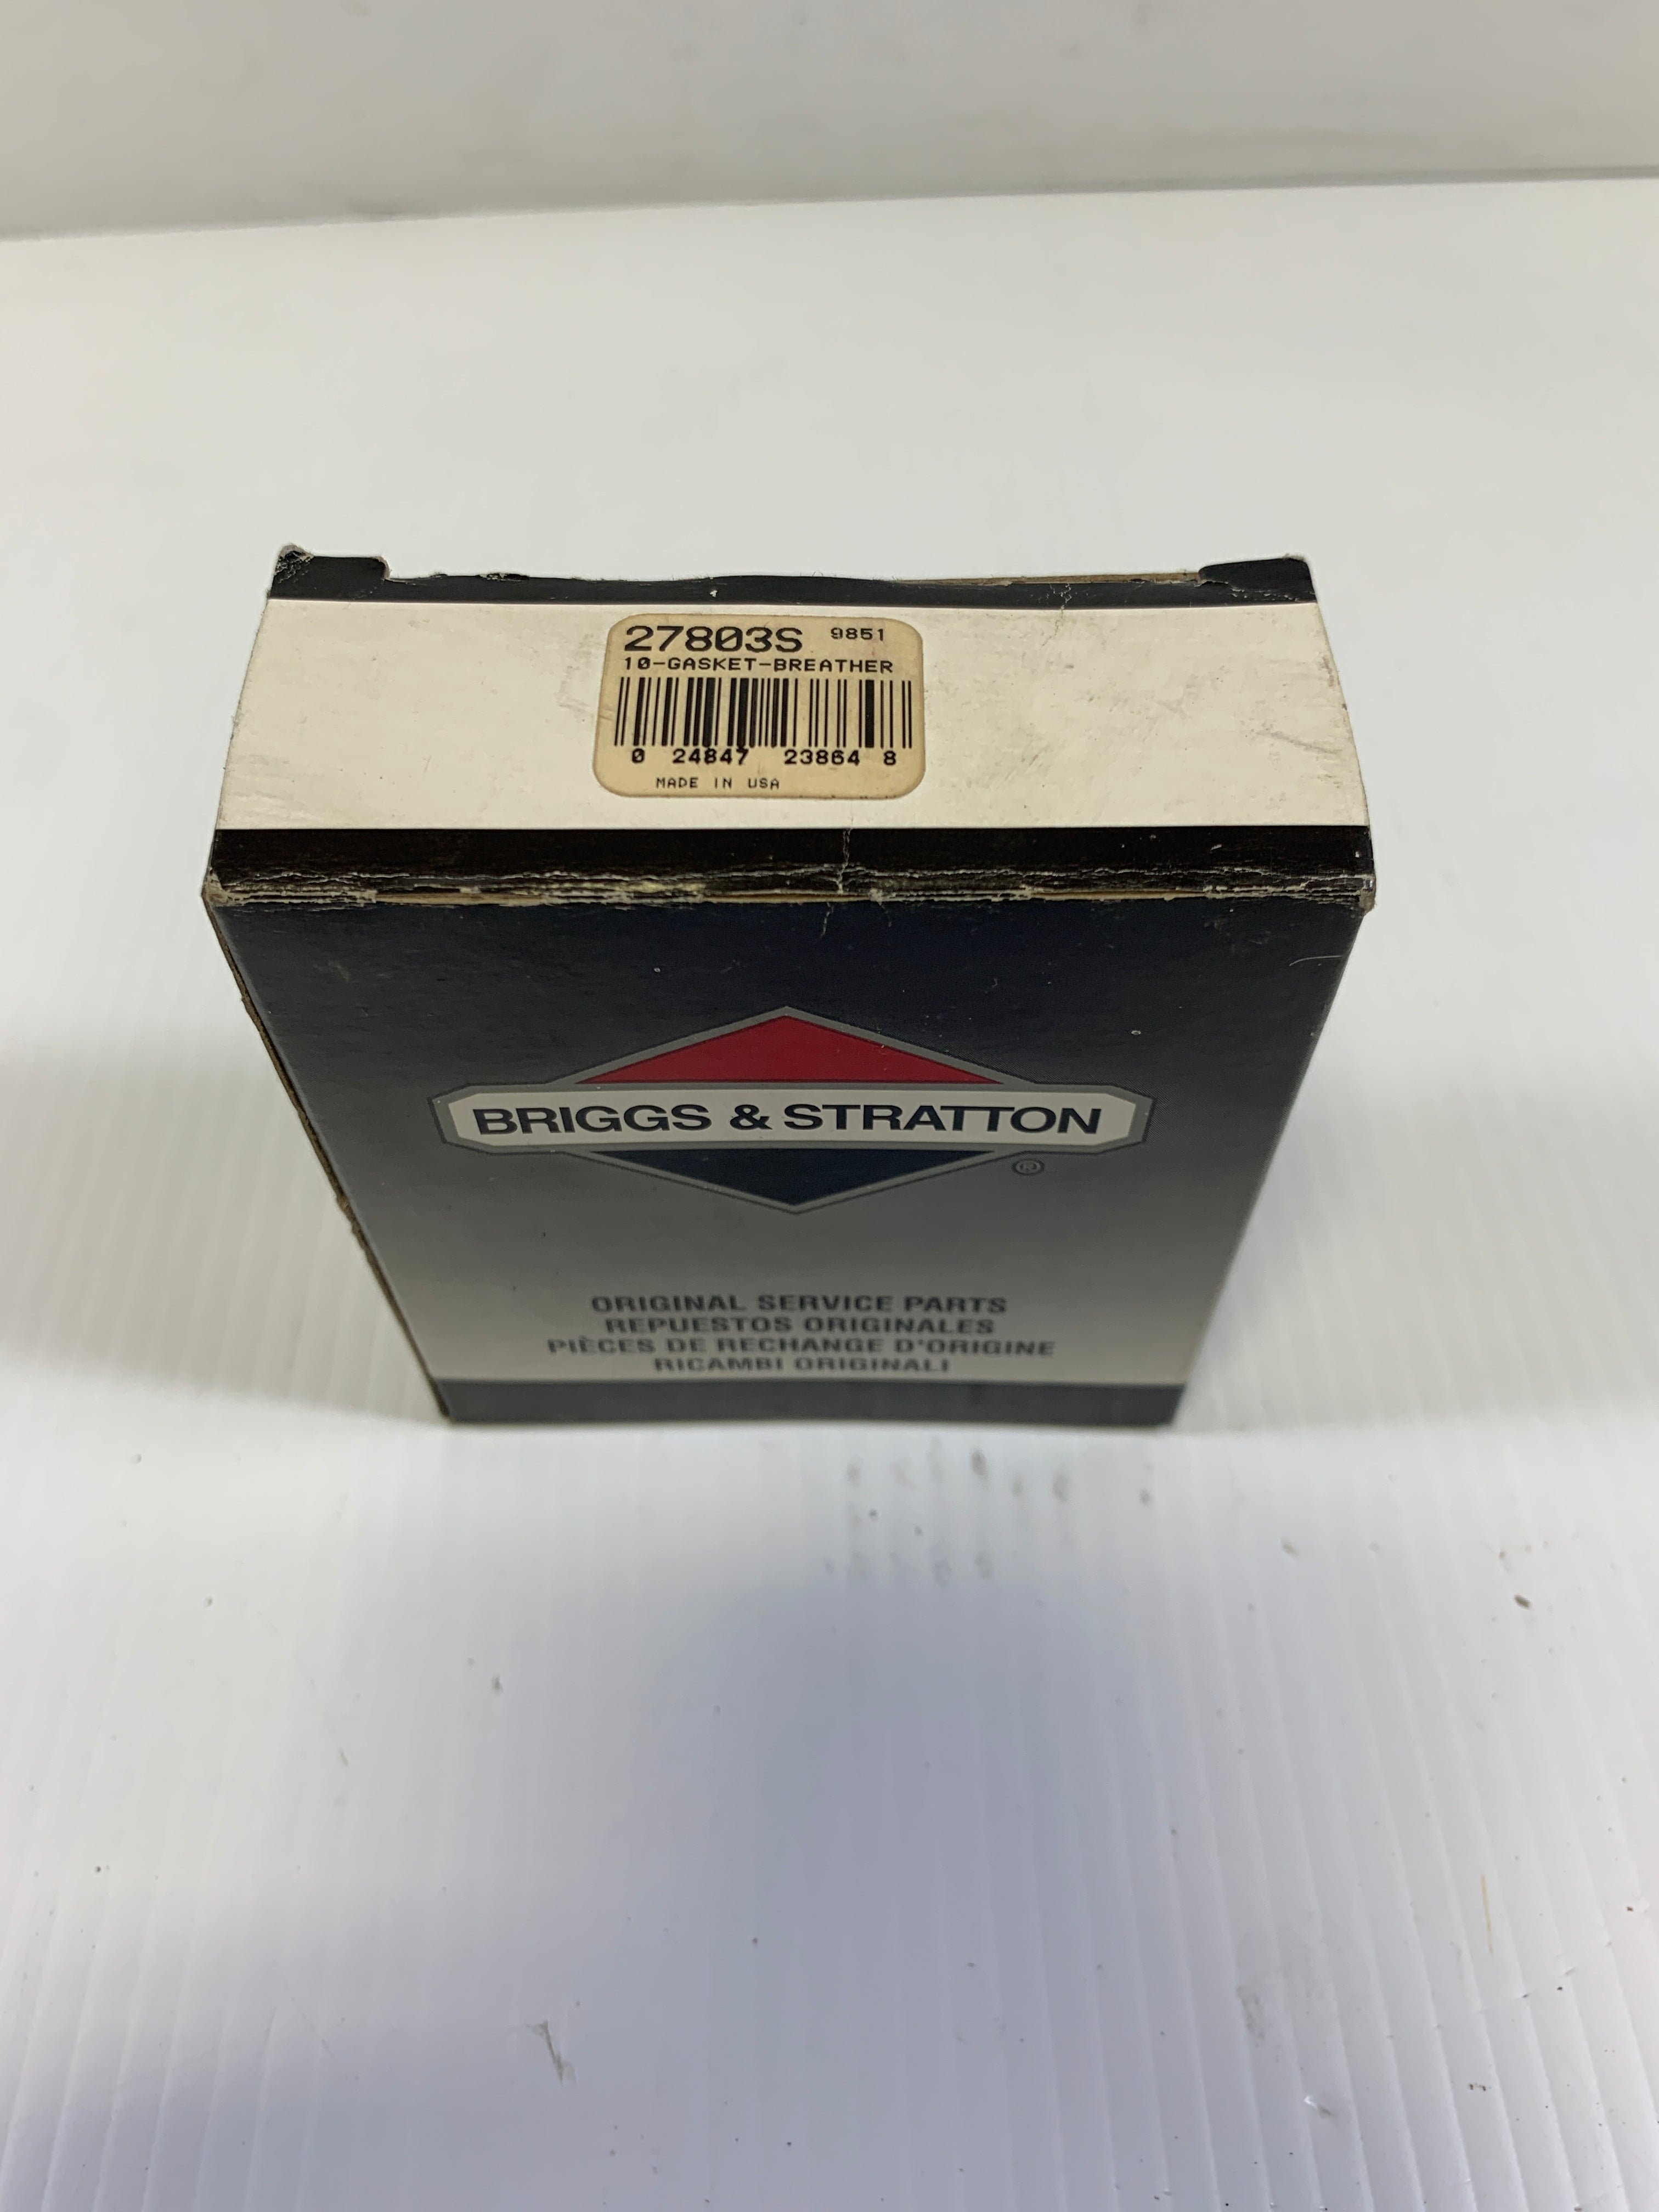 27803S 9851
10-GASKET-BREATHER
0 24847 23864 8
MADE IN USA
BRIGGS & STRATTON
®
ORIGINAL SERVICE PARTS
REPUESTOS ORIGINALES
PIÈCES DE RECHANGE D'ORIGINE
RICAMBI ORIGINALI